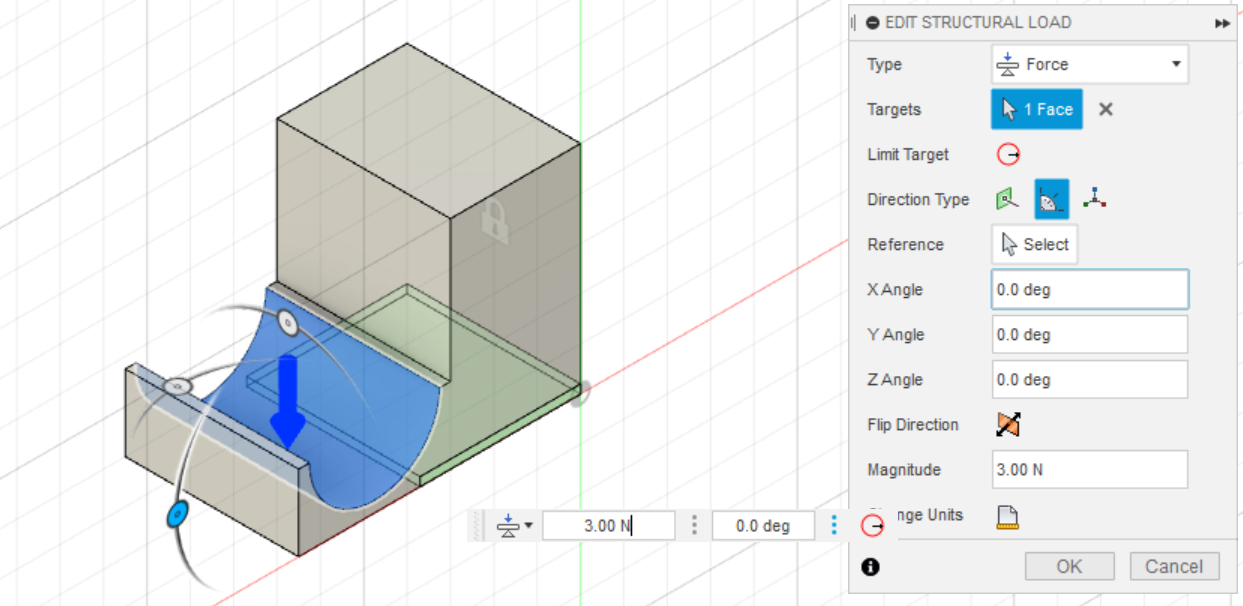 EDIT STRUCTURAL LOAD
Type Force
Targets 1 Face
Limit Target
Direction Type
Reference Select
X Angle 0.0 deg
Y Angle 0.0 deg
Z Angle 0.0 deg
Flip Direction
Magnitude 3.00 N
nge Units
3.00 N 0.0 deg
OK Cancel